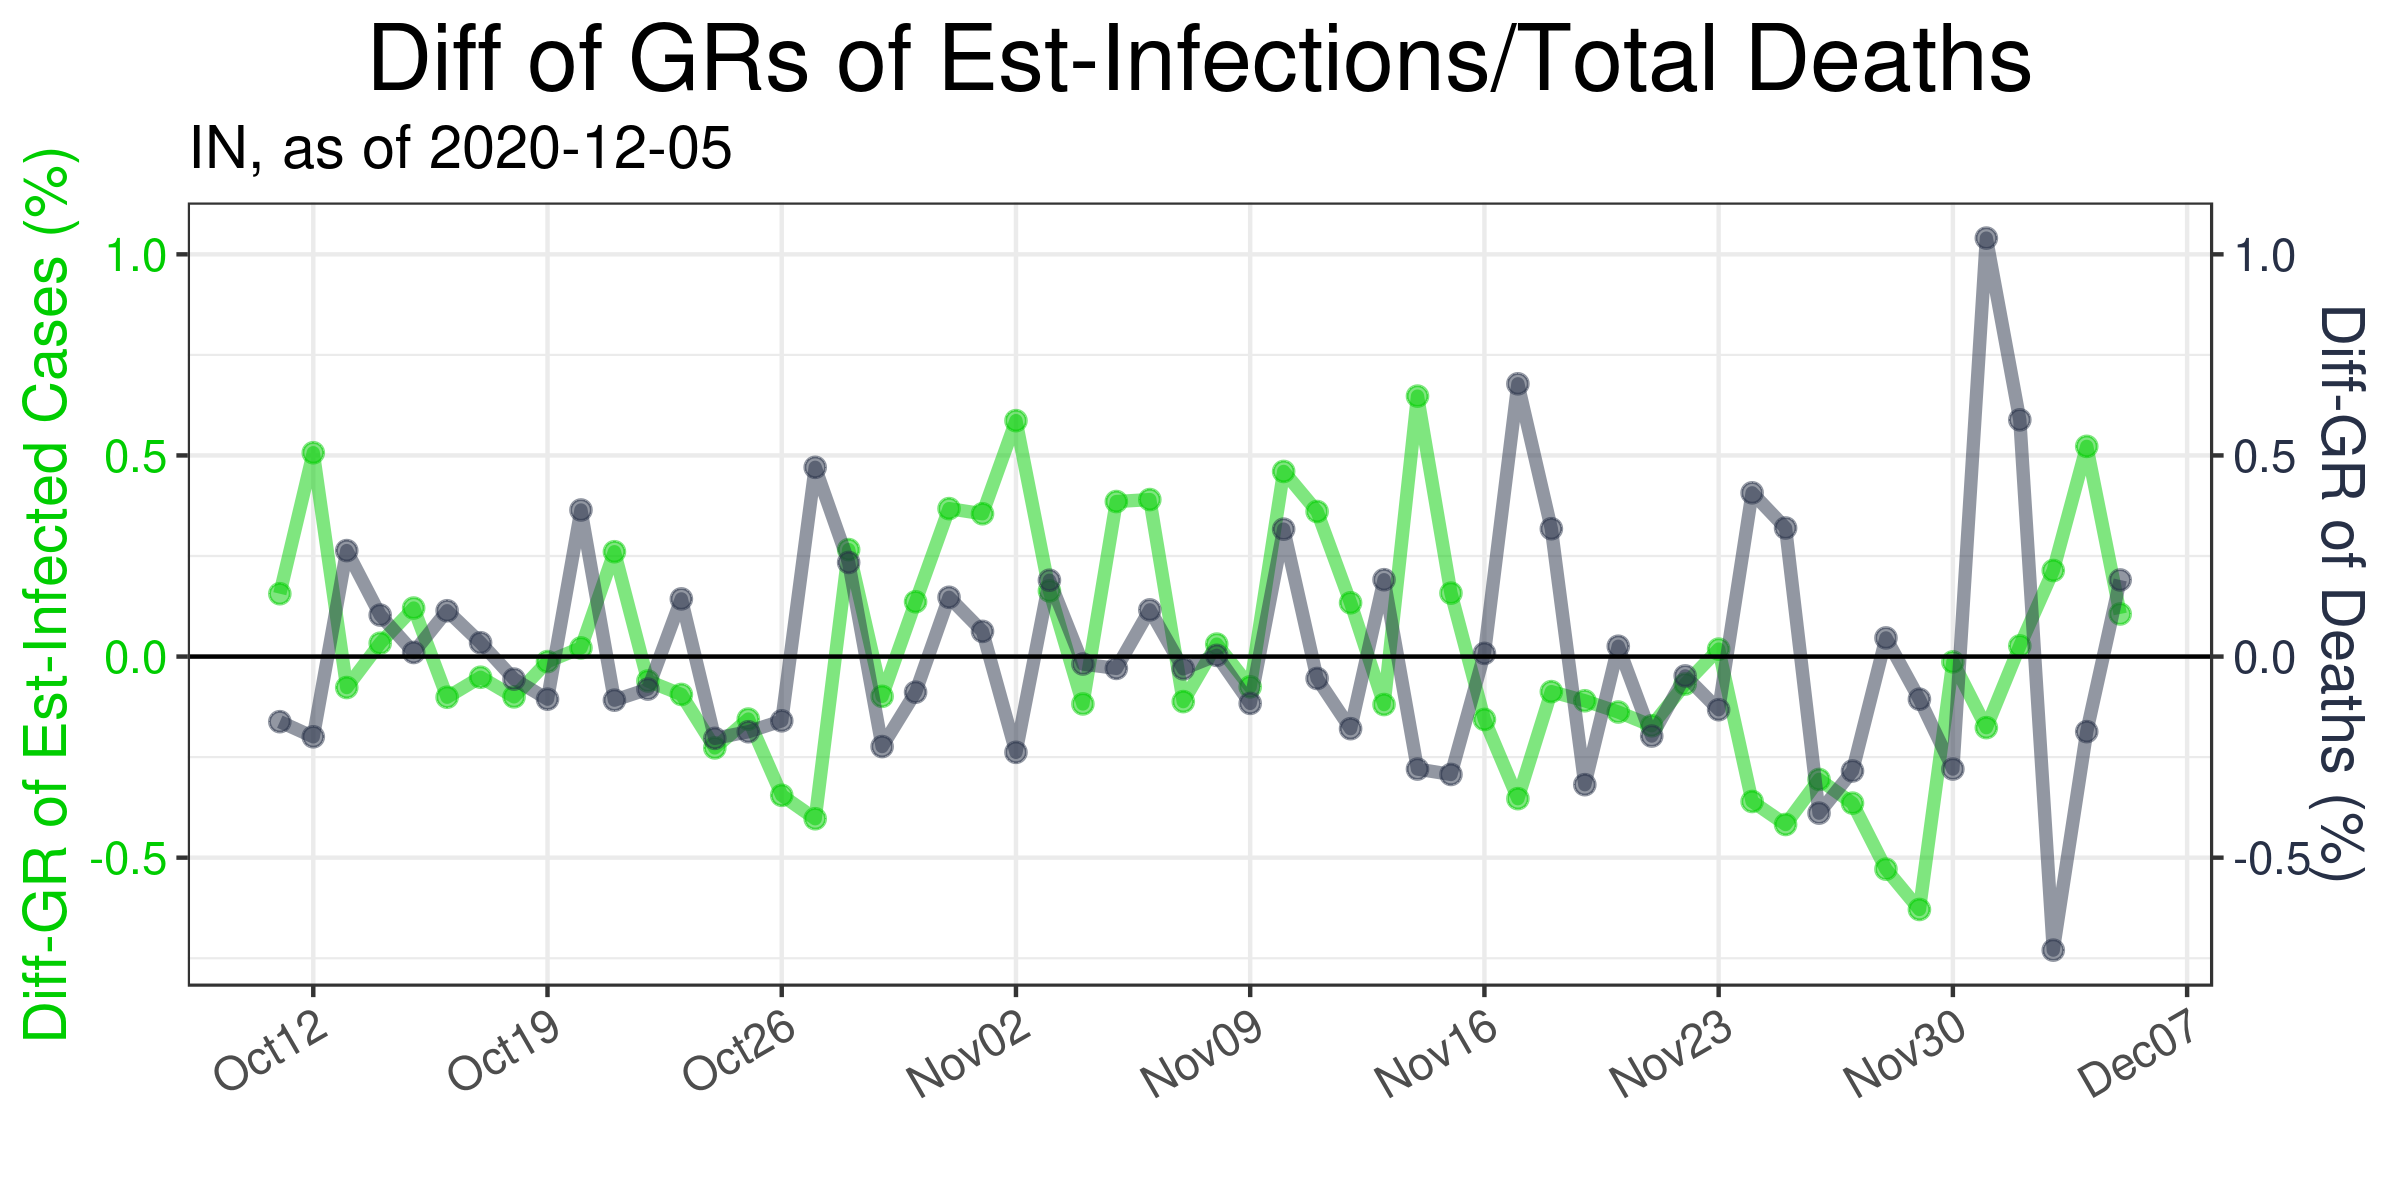 Diff of GRs of Est-Infections/Total Deaths
IN, as of 2020-12-05
Diff-GR of Est-Infected Cases (%)
1.0
0.5
0.0
-0.5
1.0
0.5
0.0
-0.5
Diff-GR of Deaths (%)
Oct12
Oct19
Oct26
Nov02
Nov09
Nov16
Nov23
Nov30
Dec07